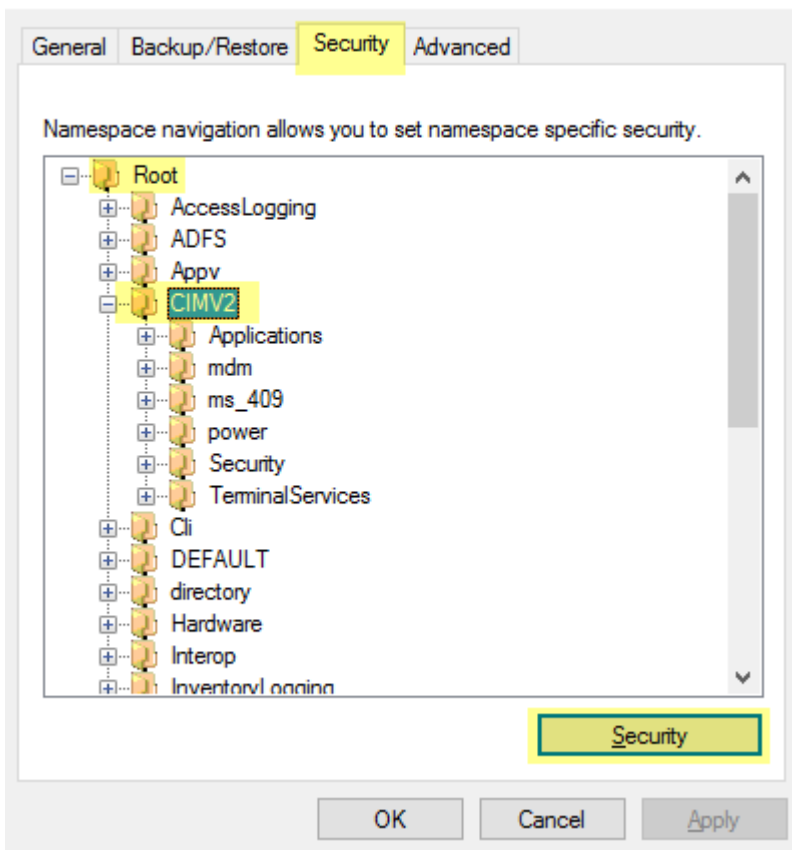 General Backup/Restore Security Advanced
Namespace navigation allows you to set namespace specific security.
Root
AccessLogging
ADFS
Appv
CIMV2
Applications
mdm
ms_409
power
Security
TerminalServices
Cli
DEFAULT
directory
Hardware
Interop
InventoryLogging
Security
OK Cancel Apply